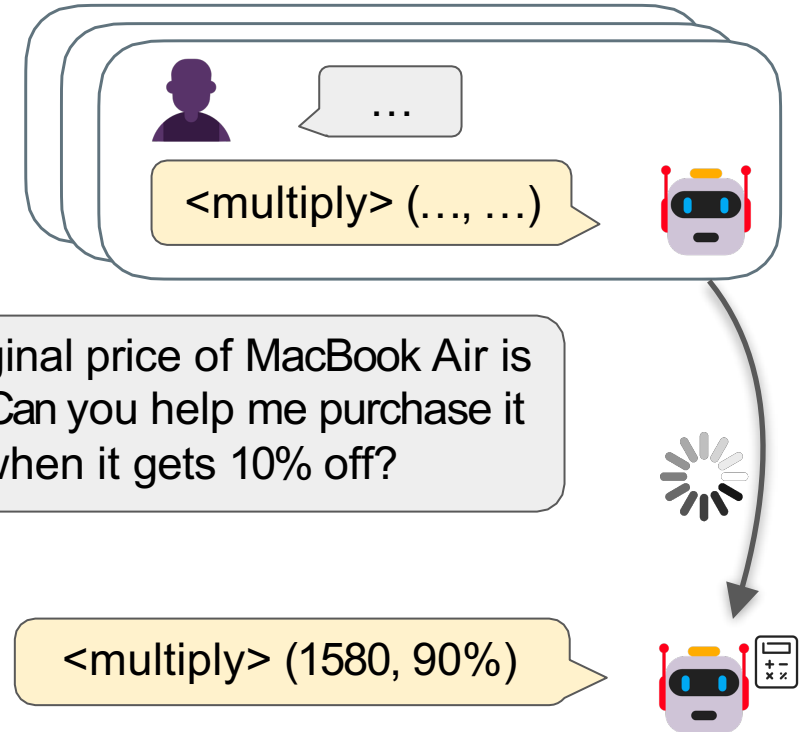 ...
<multiply> (..., ...)
ginal price of MacBook Air is
Can you help me purchase it
when it gets 10% off?
<multiply> (1580, 90%)